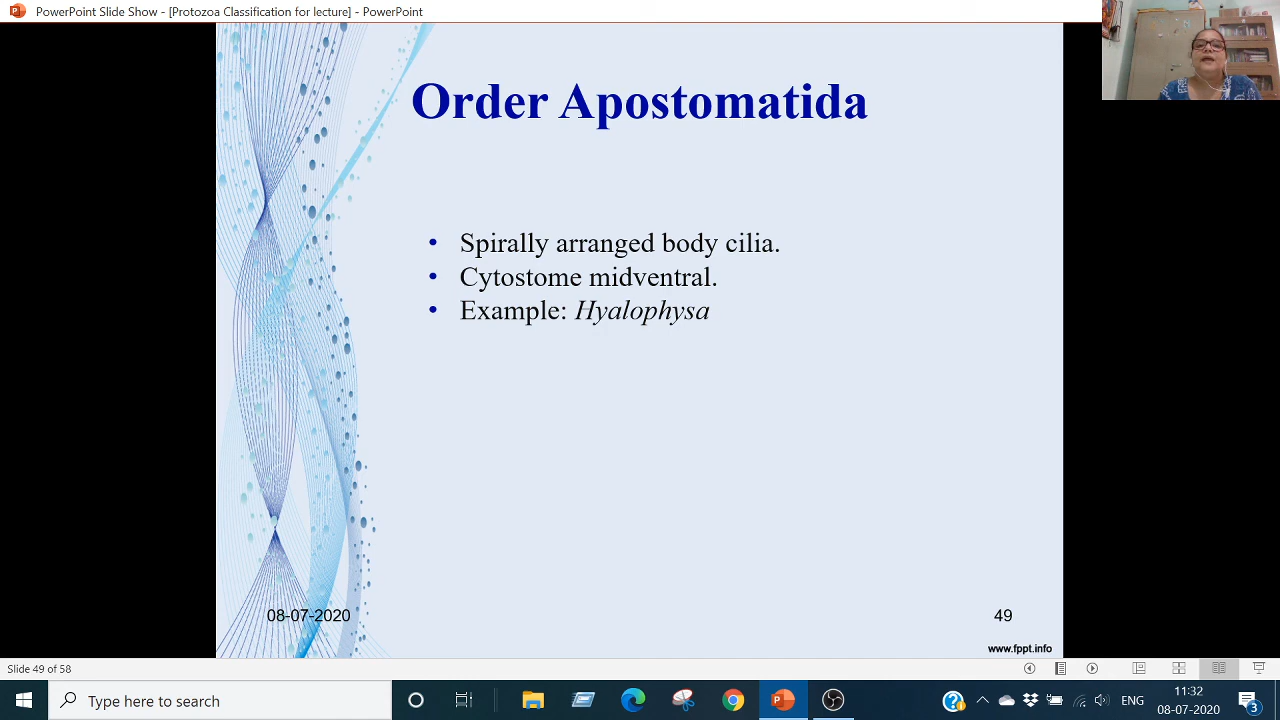 PowerPoint Slide Show - [Protozoa Classification for lecture] - PowerPoint
Order Apostomatida
• Spirally arranged body cilia.
• Cytostome midventral.
• Example: Hyalophysa
08-07-2020
49
www.fppt.info
Slide 49 of 58
Type here to search
ENG
11:32
08-07-2020
3